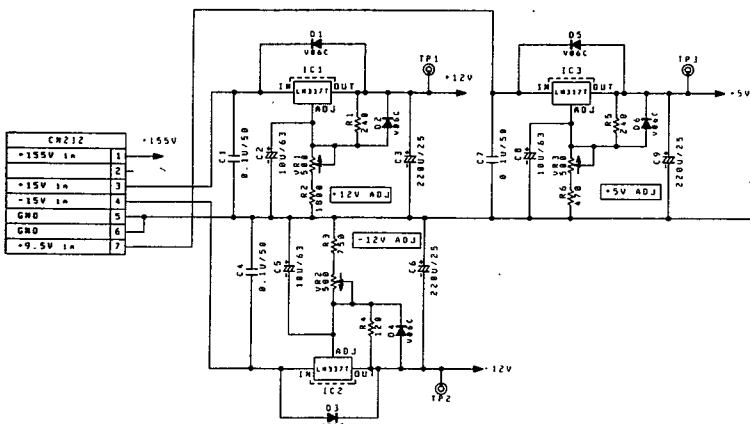 D1
V06C
TP1
+12V
IC1
IN
OUT
LM317T
ADJ
C1
0.1U/50
C2
10U/63
VR1
500
R2
1800
R1
240
D2
V06C
C3
220U/25
+12V ADJ
D5
V06C
TP3
+5V
IC3
IN
OUT
LM317T
ADJ
C7
0.1U/50
C8
10U/63
VR3
500
R6
470
R5
240
D6
V06C
C9
220U/25
+5V ADJ
CN212
+155V in 1
+155V
2
+15V in 3
-15V in 4
GND 5
GND 6
+9.5V in 7
C4
0.1U/50
C5
10U/63
R3
750
VR2
500
-12V ADJ
C6
220U/25
R4
120
D4
V06C
ADJ
IN
OUT
LM337T
IC2
-12V
TP2
D3